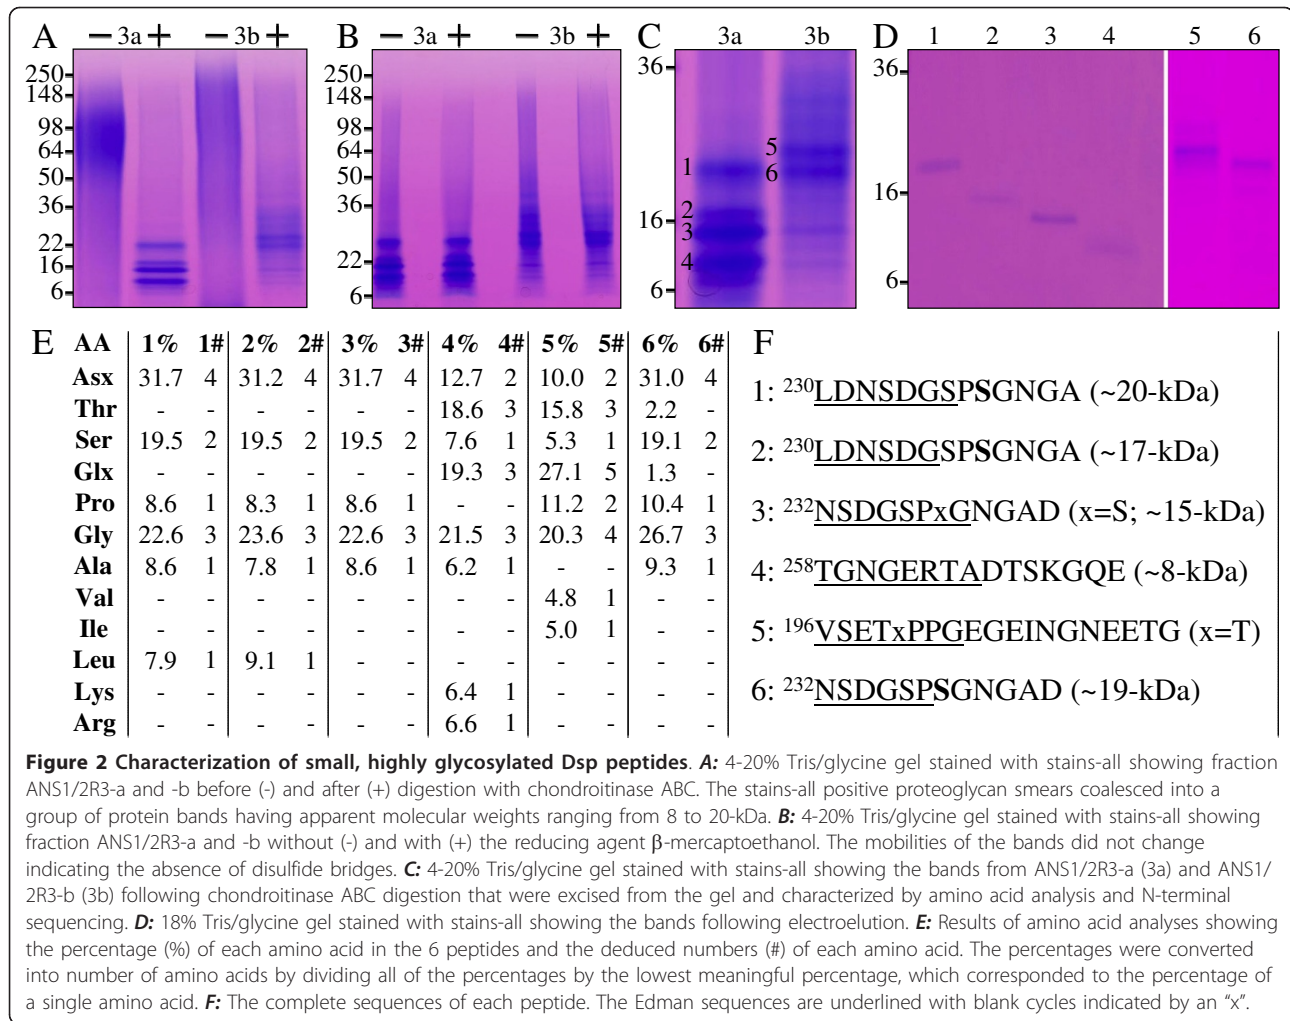 A − 3a + − 3b + B − 3a + − 3b + C 3a 3b D 1 2 3 4 5 6
250
148
98
64
50
36
22
16
6
250
148
98
64
50
36
22
6
36
16
6
1
2
3
4
5
6
36
16
6
E AA 1% 1# 2% 2# 3% 3# 4% 4# 5% 5# 6% 6#
Asx 31.7 4 31.2 4 31.7 4 12.7 2 10.0 2 31.0 4
Thr - - - - - - 18.6 3 15.8 3 2.2 -
Ser 19.5 2 19.5 2 19.5 2 7.6 1 5.3 1 19.1 2
Glx - - - - - - 19.3 3 27.1 5 1.3 -
Pro 8.6 1 8.3 1 8.6 1 - - 11.2 2 10.4 1
Gly 22.6 3 23.6 3 22.6 3 21.5 3 20.3 4 26.7 3
Ala 8.6 1 7.8 1 8.6 1 6.2 1 - - 9.3 1
Val - - - - - - - - 4.8 1 - -
Ile - - - - - - - - 5.0 1 - -
Leu 7.9 1 9.1 1 - - - - - - - -
Lys - - - - - - 6.4 1 - - - -
Arg - - - - - - 6.6 1 - - - -
F
1: 230LDNSDGSPSGNGA (~20-kDa)
2: 230LDNSDGSPSGNGA (~17-kDa)
3: 232NSDGSPxGNGAD (x=S; ~15-kDa)
4: 258TGNGERTADTSKGQE (~8-kDa)
5: 196VSETxPPGEGEINGNEETG (x=T)
6: 232NSDGSPSGNGAD (~19-kDa)
Figure 2 Characterization of small, highly glycosylated Dsp peptides. A: 4-20% Tris/glycine gel stained with stains-all showing fraction
ANS1/2R3-a and -b before (-) and after (+) digestion with chondroitinase ABC. The stains-all positive proteoglycan smears coalesced into a
group of protein bands having apparent molecular weights ranging from 8 to 20-kDa. B: 4-20% Tris/glycine gel stained with stains-all showing
fraction ANS1/2R3-a and -b without (-) and with (+) the reducing agent β-mercaptoethanol. The mobilities of the bands did not change
indicating the absence of disulfide bridges. C: 4-20% Tris/glycine gel stained with stains-all showing the bands from ANS1/2R3-a (3a) and ANS1/
2R3-b (3b) following chondroitinase ABC digestion that were excised from the gel and characterized by amino acid analysis and N-terminal
sequencing. D: 18% Tris/glycine gel stained with stains-all showing the bands following electroelution. E: Results of amino acid analyses showing
the percentage (%) of each amino acid in the 6 peptides and the deduced numbers (#) of each amino acid. The percentages were converted
into number of amino acids by dividing all of the percentages by the lowest meaningful percentage, which corresponded to the percentage of
a single amino acid. F: The complete sequences of each peptide. The Edman sequences are underlined with blank cycles indicated by an "x".